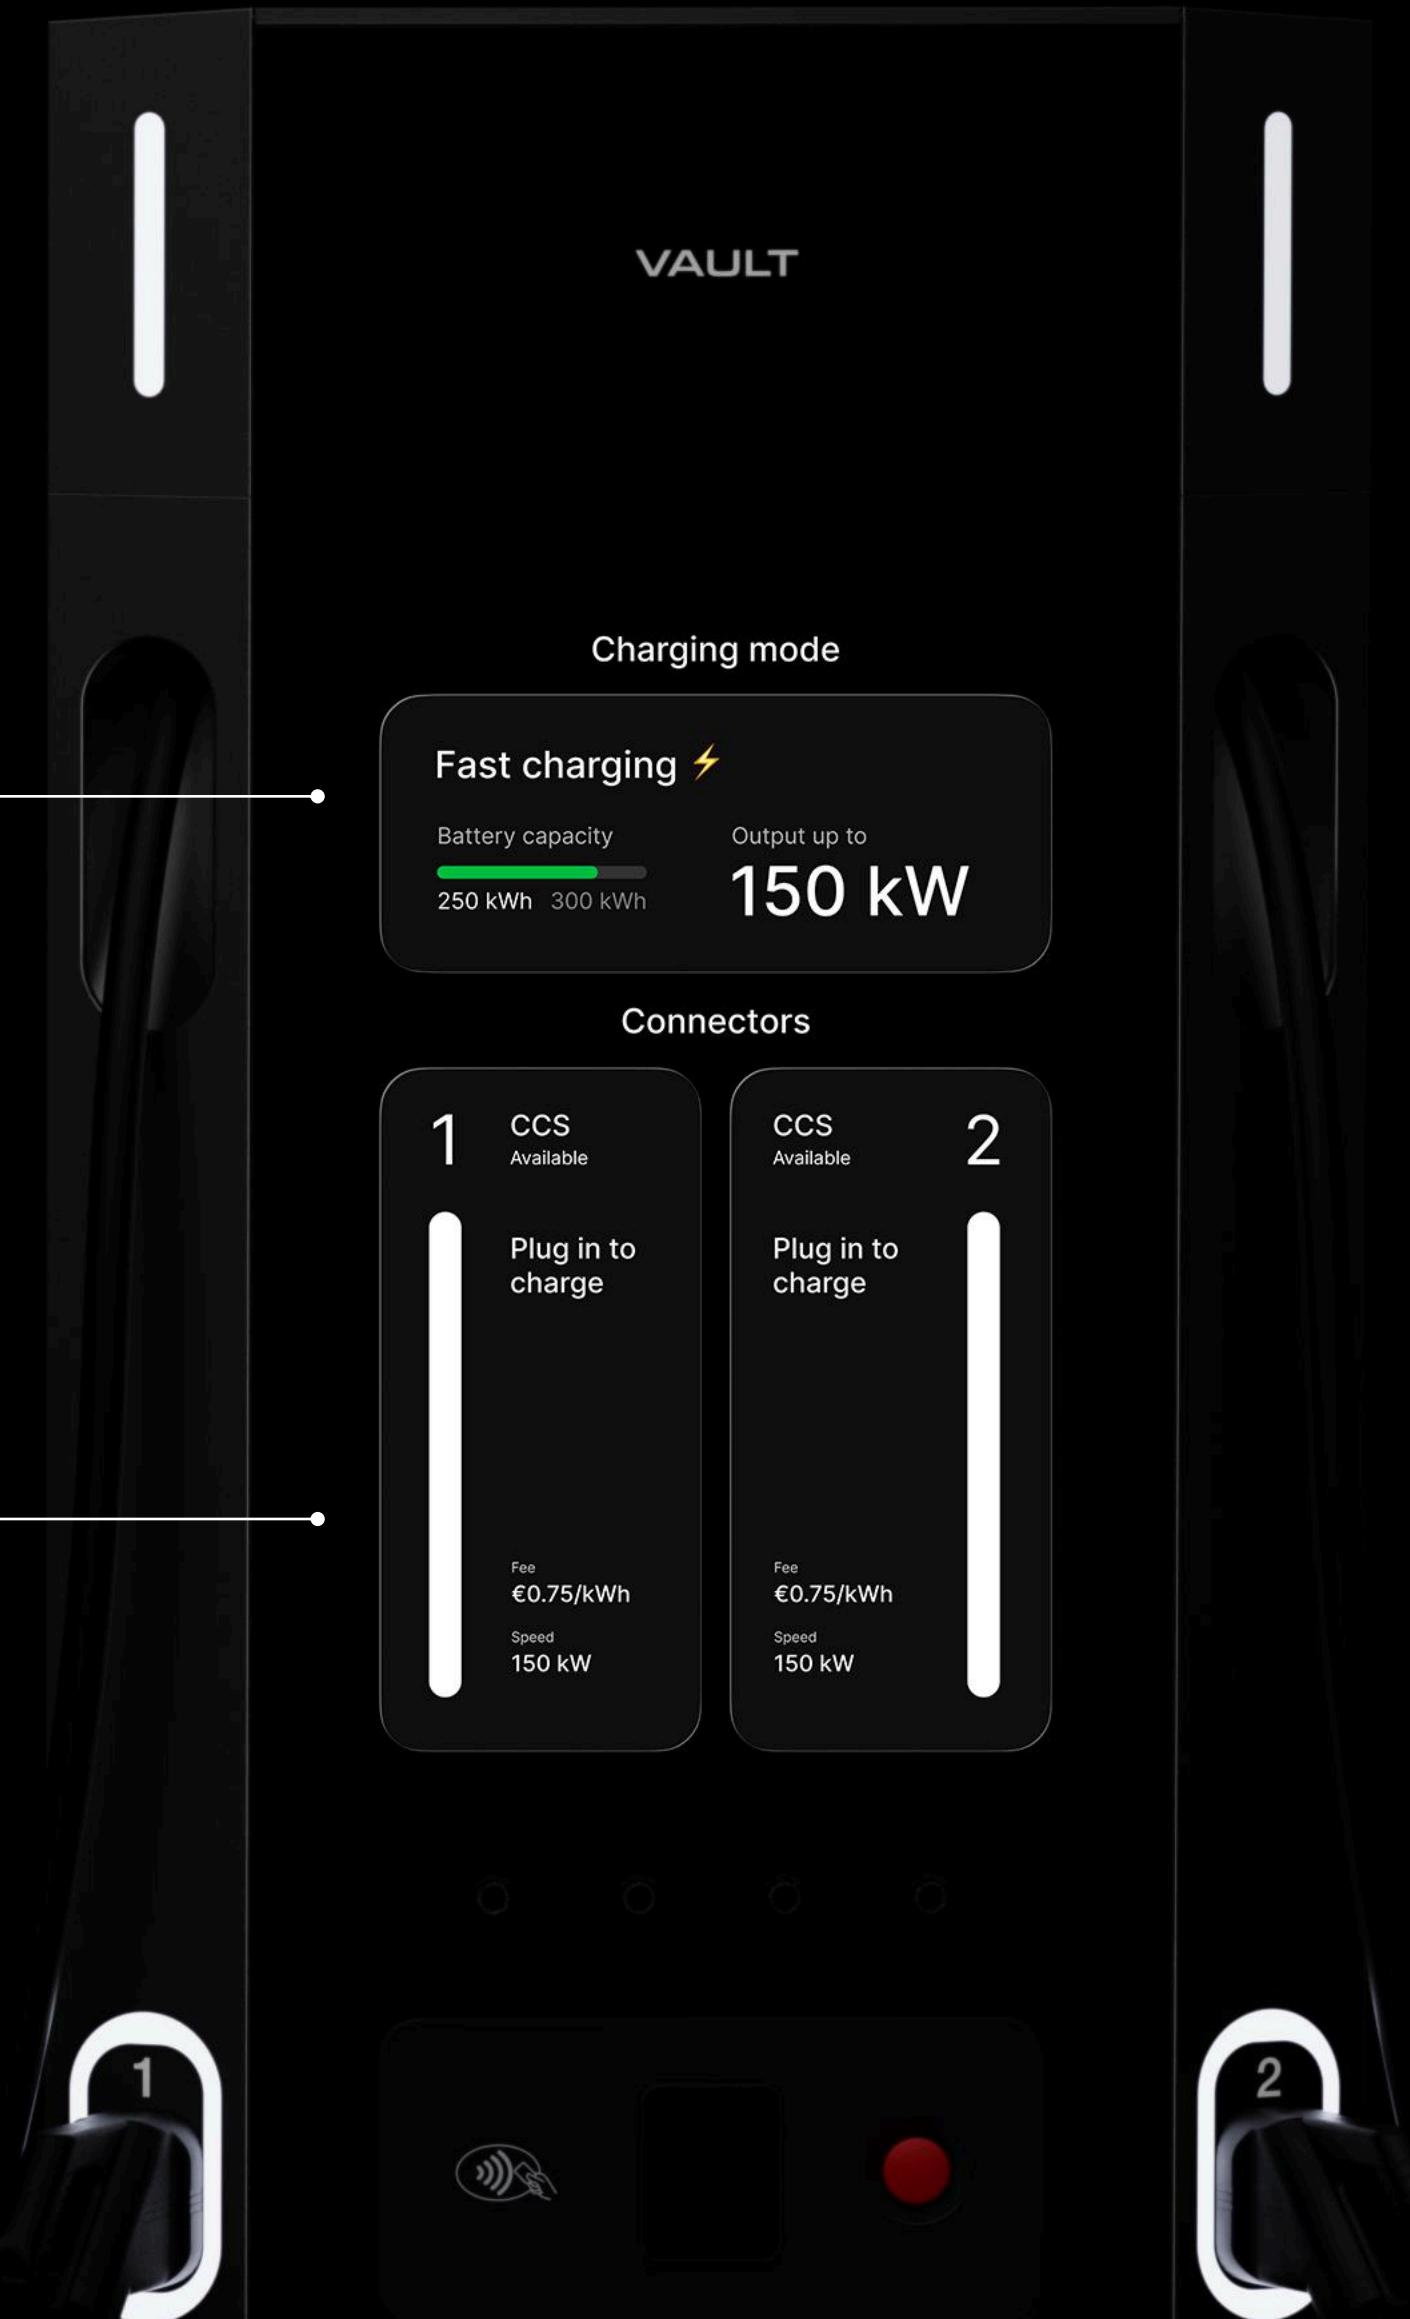 VAULT
Charging mode
Fast charging ⚡
Battery capacity
Output up to
250 kWh 300 kWh
150 kW
Connectors
1
CCS
Available
Plug in to
charge
Fee
€0.75/kWh
Speed
150 kW
CCS
Available
2
Plug in to
charge
Fee
€0.75/kWh
Speed
150 kW
1
2